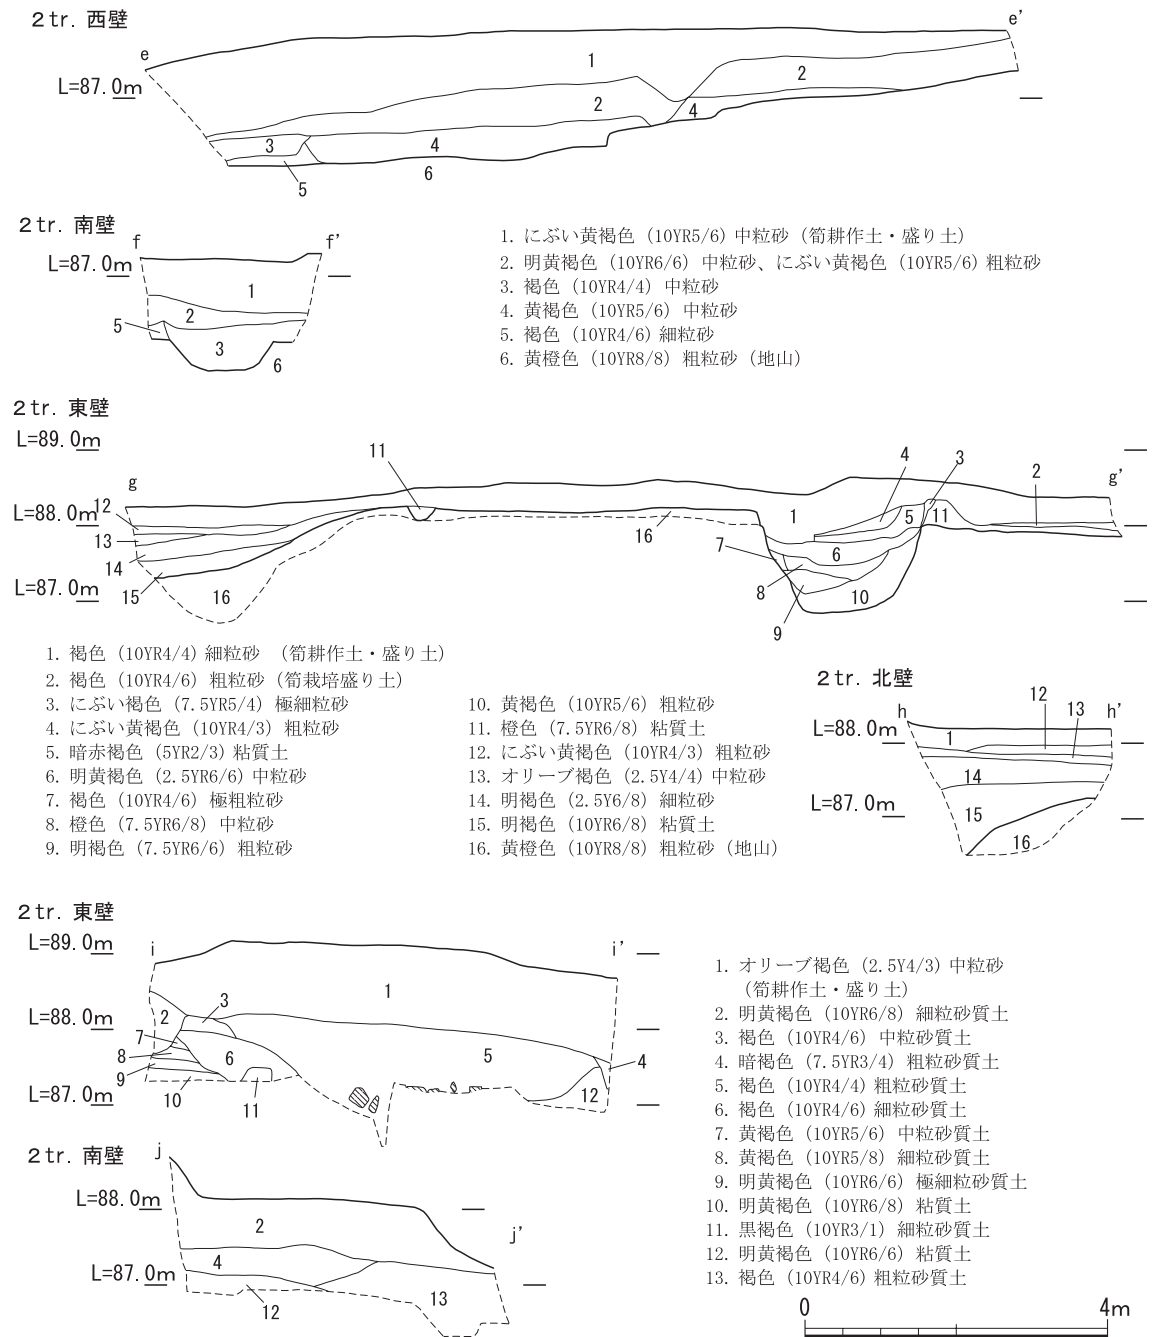 2tr. 西壁
e
e’
L=87.0m
1
2
2
4
3
4
6
5
2tr. 南壁
f
f’
L=87.0m
1
2
5
3
6
1. にぶい黄褐色（10YR5/6）中粒砂（筍耕作土・盛り土）
2. 明黄褐色（10YR6/6）中粒砂、にぶい黄褐色（10YR5/6）粗粒砂
3. 褐色（10YR4/4）中粒砂
4. 黄褐色（10YR5/6）中粒砂
5. 褐色（10YR4/6）細粒砂
6. 黄橙色（10YR8/8）粗粒砂（地山）
2tr. 東壁
L=89.0m
11
4
3
2
g
g’
L=88.0m
12
1
5
11
13
16
7
6
14
8
L=87.0m
15
16
10
9
1. 褐色（10YR4/4）細粒砂　（筍耕作土・盛り土）
2. 褐色（10YR4/6）粗粒砂（筍栽培盛り土）
3. にぶい褐色（7.5YR5/4）極細粒砂
4. にぶい黄褐色（10YR4/3）粗粒砂
5. 暗赤褐色（5YR2/3）粘質土
6. 明黄褐色（2.5YR6/6）中粒砂
7. 褐色（10YR4/6）極粗粒砂
8. 橙色（7.5YR6/8）中粒砂
9. 明褐色（7.5YR6/6）粗粒砂
10. 黄褐色（10YR5/6）粗粒砂
11. 橙色（7.5YR6/8）粘質土
12. にぶい黄褐色（10YR4/3）粗粒砂
13. オリーブ褐色（2.5Y4/4）中粒砂
14. 明褐色（2.5Y6/8）細粒砂
15. 明褐色（10YR6/8）粘質土
16. 黄橙色（10YR8/8）粗粒砂（地山）
2tr. 北壁
h
12
13
h’
L=88.0m
1
14
L=87.0m
15
16
2tr. 東壁
L=89.0m
i
i’
1
3
L=88.0m
2
7
8
6
5
4
9
L=87.0m
10
11
12
2tr. 南壁
j
L=88.0m
2
j’
4
L=87.0m
12
13
1. オリーブ褐色（2.5Y4/3）中粒砂
（筍耕作土・盛り土）
2. 明黄褐色（10YR6/8）細粒砂質土
3. 褐色（10YR4/6）中粒砂質土
4. 暗褐色（7.5YR3/4）粗粒砂質土
5. 褐色（10YR4/4）粗粒砂質土
6. 褐色（10YR4/6）細粒砂質土
7. 黄褐色（10YR5/6）中粒砂質土
8. 黄褐色（10YR5/8）細粒砂質土
9. 明黄褐色（10YR6/6）極細粒砂質土
10. 明黄褐色（10YR6/8）粘質土
11. 黒褐色（10YR3/1）細粒砂質土
12. 明黄褐色（10YR6/6）粘質土
13. 褐色（10YR4/6）粗粒砂質土
0
4m